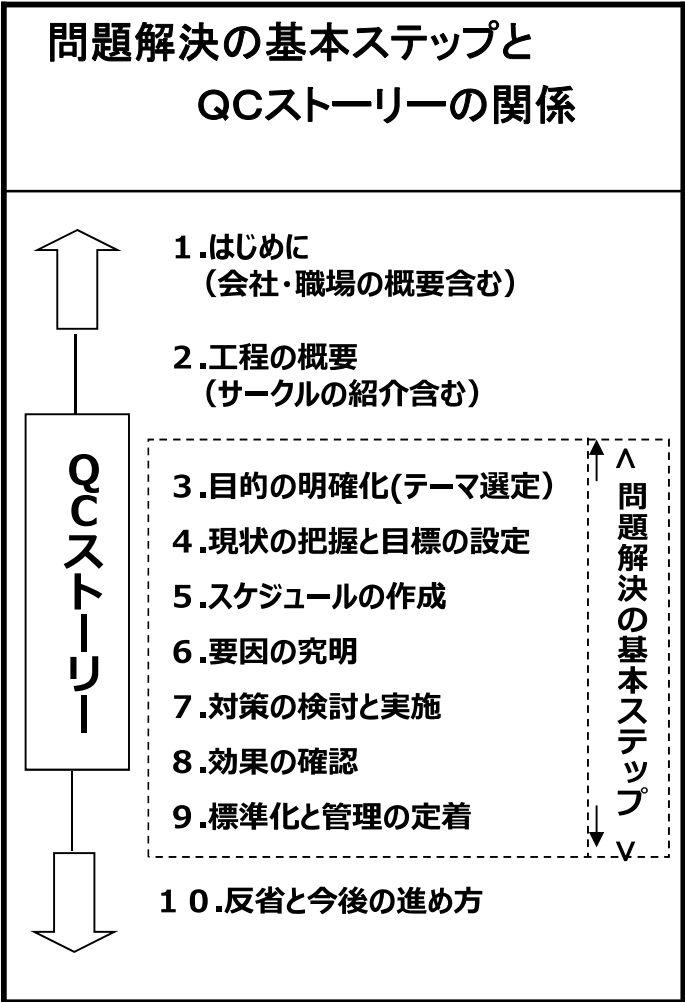 問題解決の基本ステップと
QCストーリーの関係
1.はじめに
(会社・職場の概要含む)
2.工程の概要
(サークルの紹介含む)
QCストーリー
3.目的の明確化(テーマ選定)
4.現状の把握と目標の設定
5.スケジュールの作成
6.要因の究明
7.対策の検討と実施
8.効果の確認
9.標準化と管理の定着
<問題解決の基本ステップ>
10.反省と今後の進め方